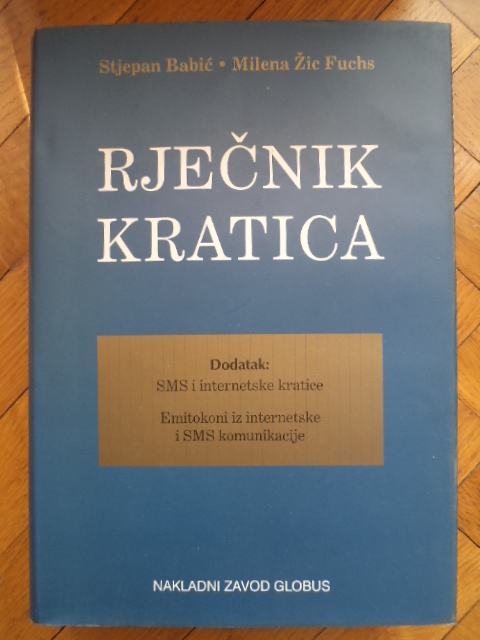 Stjepan Babić • Milena Žic Fuchs
RJEČNIK
KRATICA
Dodatak:
SMS i internetske kratice
Emitokoni iz internetske
i SMS komunikacije
NAKLADNI ZAVOD GLOBUS